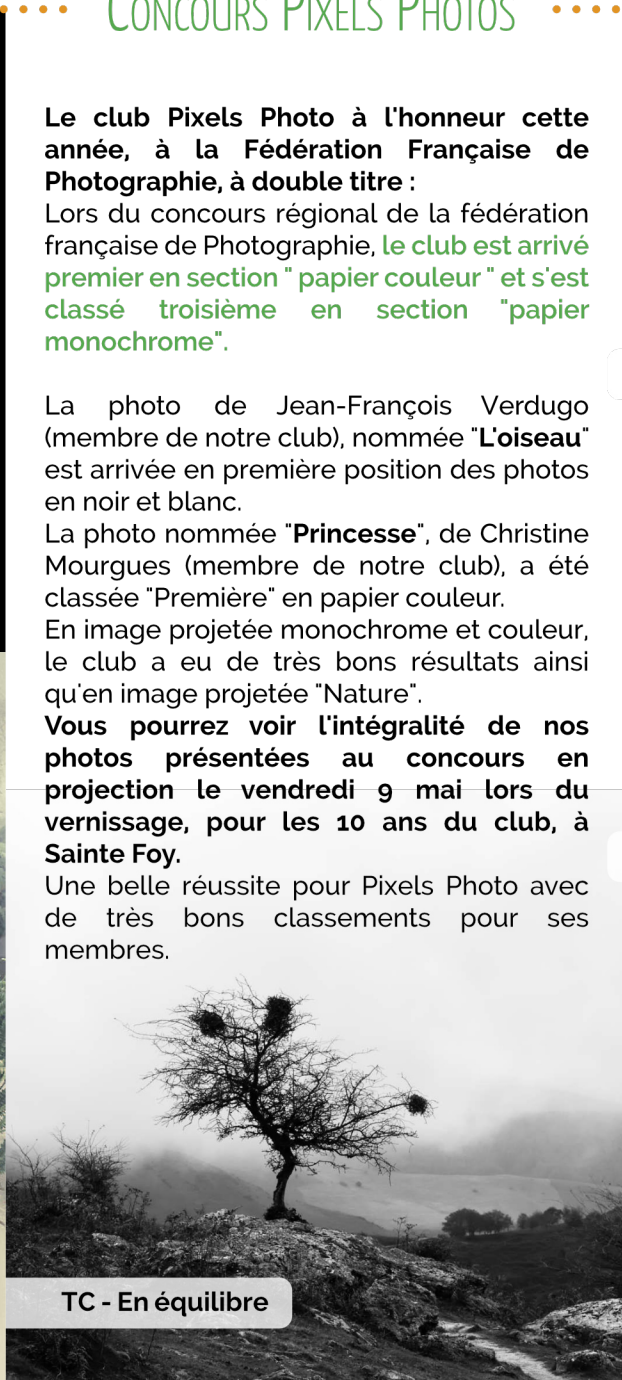 CONCOURS PIXELS PHOTOS
Le club Pixels Photo à l'honneur cette
année, à la Fédération Française de
Photographie, à double titre :
Lors du concours régional de la fédération
française de Photographie, le club est arrivé
premier en section " papier couleur " et s'est
classé troisième en section "papier
monochrome".
La photo de Jean-François Verdugo
(membre de notre club), nommée "L'oiseau"
est arrivée en première position des photos
en noir et blanc.
La photo nommée "Princesse", de Christine
Mourgues (membre de notre club), a été
classée "Première" en papier couleur.
En image projetée monochrome et couleur,
le club a eu de très bons résultats ainsi
qu'en image projetée "Nature".
Vous pourrez voir l'intégralité de nos
photos présentées au concours en
projection le vendredi 9 mai lors du
vernissage, pour les 10 ans du club, à
Sainte Foy.
Une belle réussite pour Pixels Photo avec
de très bons classements pour ses
membres.
TC - En équilibre